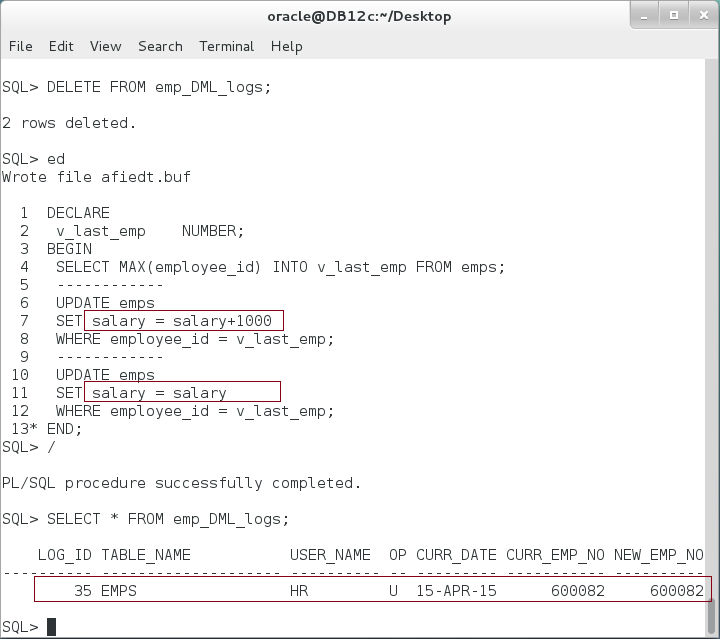 oracle@DB12c:~/Desktop
File Edit View Search Terminal Help
SQL> DELETE FROM emp_DML_logs;
2 rows deleted.
SQL> ed
Wrote file afiedt.buf
1 DECLARE
2 v_last_emp NUMBER;
3 BEGIN
4 SELECT MAX(employee_id) INTO v_last_emp FROM emps;
5 ------------
6 UPDATE emps
7 SET salary = salary+1000
8 WHERE employee_id = v_last_emp;
9 ------------
10 UPDATE emps
11 SET salary = salary
12 WHERE employee_id = v_last_emp;
13* END;
SQL> /
PL/SQL procedure successfully completed.
SQL> SELECT * FROM emp_DML_logs;
LOG_ID TABLE_NAME USER_NAME OP CURR_DATE CURR_EMP_NO NEW_EMP_NO
---------- -------------------- ---------- -- --------- ----------- ----------
35 EMPS HR U 15-APR-15 600082 600082
SQL>